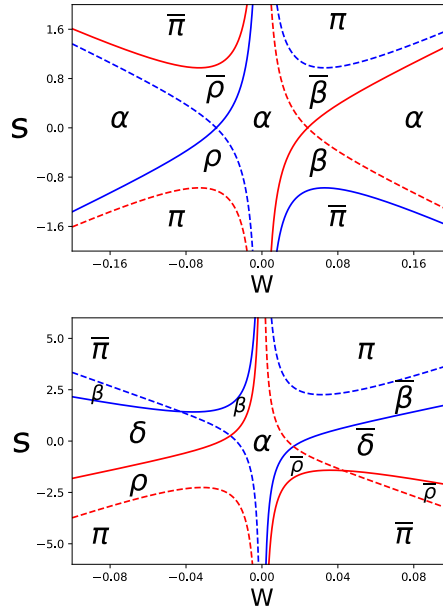 π̅ π
1.6
ρ̅ β̅
0.8
S α α α
0.0
ρ β
−0.8
π π̅
−1.6
−0.16 −0.08 0.00 0.08 0.16
W
π̅ π
5.0
β β β̅
2.5
S δ α δ̅
0.0
ρ ρ̅ ρ̅
−2.5
π π̅
−5.0
−0.08 −0.04 0.00 0.04 0.08
W